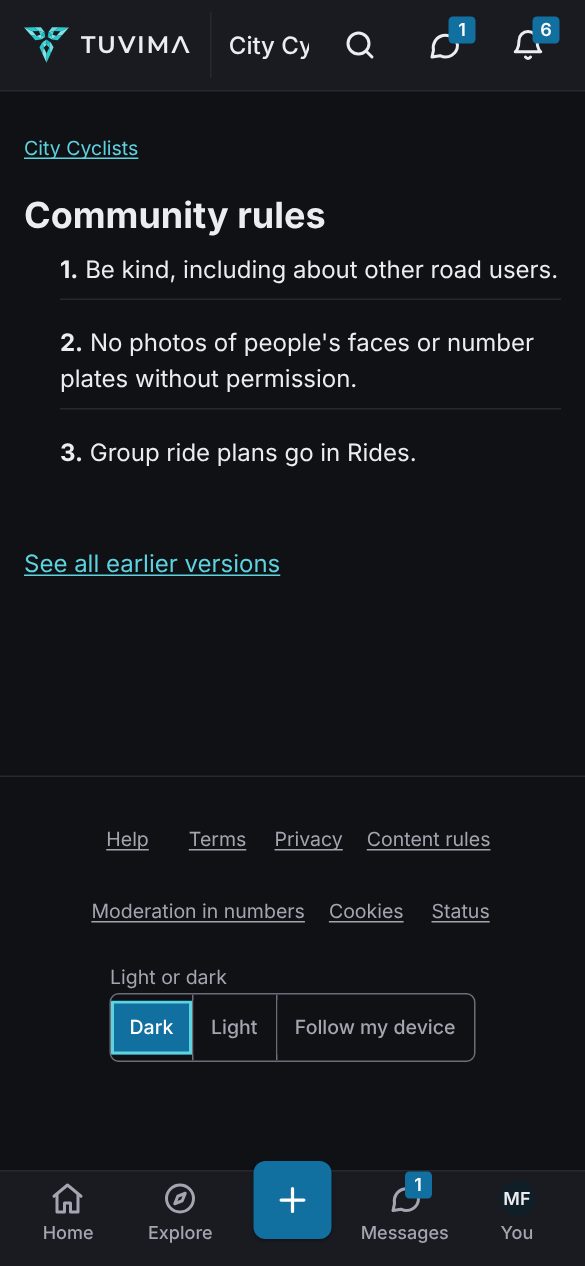 TUVIMA
City Cy
1
6
City Cyclists
Community rules
1. Be kind, including about other road users.
2. No photos of people's faces or number
plates without permission.
3. Group ride plans go in Rides.
See all earlier versions
Help Terms Privacy Content rules
Moderation in numbers Cookies Status
Light or dark
Dark Light Follow my device
1
MF
Home Explore Messages You